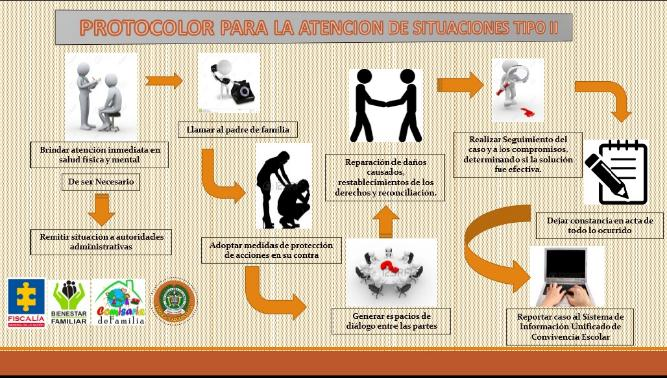 PROTOCOLOR PARA LA ATENCION DE SITUACIONES TIPO II
Brindar atención inmediata en
salud física y mental
De ser Necesario
Remitir situación a autoridades
administrativas
Llamar al padre de familia
Adoptar medidas de protección
de acciones en su contra
Generar espacios de
diálogo entre las partes
Reparación de daños
causados,
restablecimientos de los
derechos y reconciliación.
Realizar Seguimiento del
caso y a los compromisos,
determinando si la solución
fue efectiva.
Dejar constancia en acta de
todo lo ocurrido
Reportar caso al Sistema de
Información Unificado de
Convivencia Escolar
FISCALÍA
BIENESTAR
FAMILIAR
Comisaría
de Familia